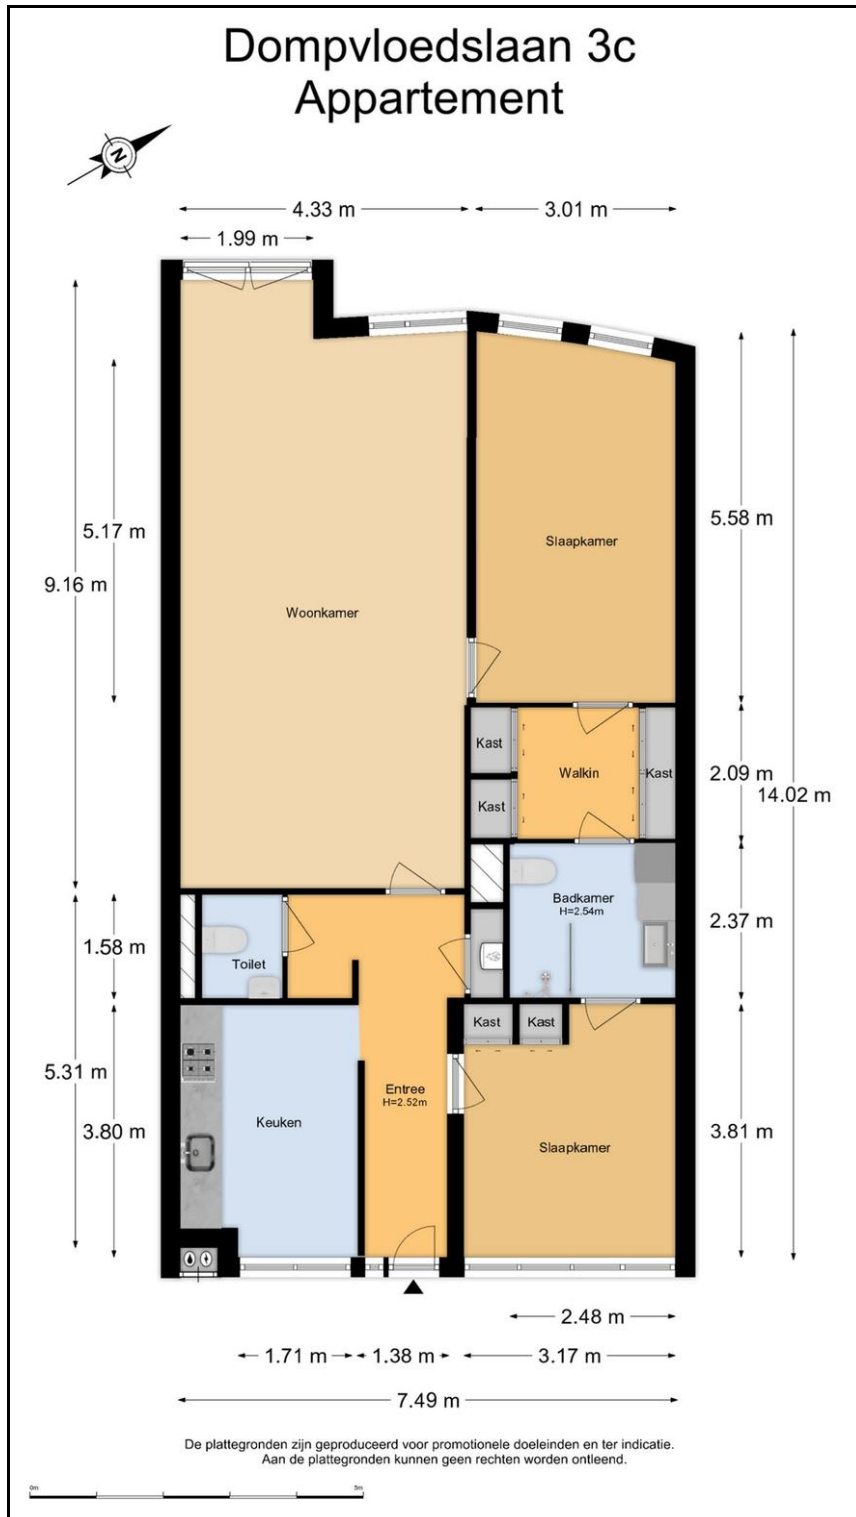 Dompvloedslaan 3c
Appartement
N
4.33 m
3.01 m
1.99 m
5.17 m
9.16 m
5.58 m
Slaapkamer
Woonkamer
Kast
Walkin
Kast
2.09 m
14.02 m
Kast
Badkamer
H=2.54m
2.37 m
1.58 m
Toilet
Kast
Kast
5.31 m
Entree
H=2.52m
3.80 m
Keuken
Slaapkamer
3.81 m
2.48 m
1.71 m
1.38 m
3.17 m
7.49 m
De plattegronden zijn geproduceerd voor promotionele doeleinden en ter indicatie.
Aan de plattegronden kunnen geen rechten worden ontleend.
0m
5m